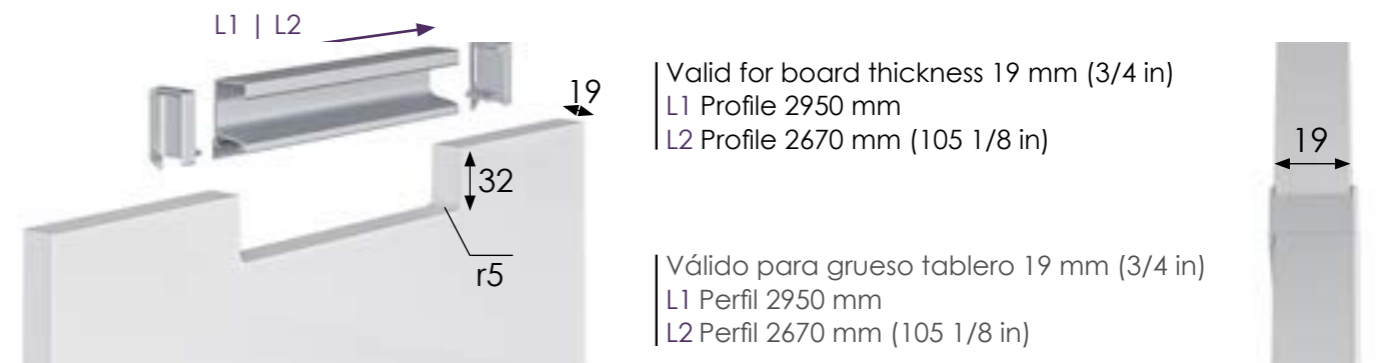 L1 | L2
19
32
r5
Valid for board thickness 19 mm (3/4 in)
L1 Profile 2950 mm
L2 Profile 2670 mm (105 1/8 in)
Válido para grueso tablero 19 mm (3/4 in)
L1 Perfil 2950 mm
L2 Perfil 2670 mm (105 1/8 in)
19